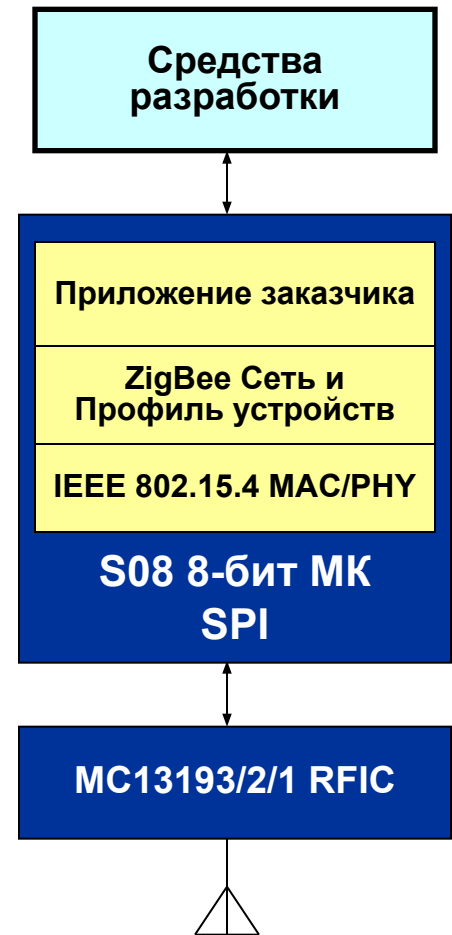 Средства
разработки
Приложение заказчика
ZigBee Сеть и
Профиль устройств
IEEE 802.15.4 MAC/PHY
S08 8-бит МК
SPI
MC13193/2/1 RFIC